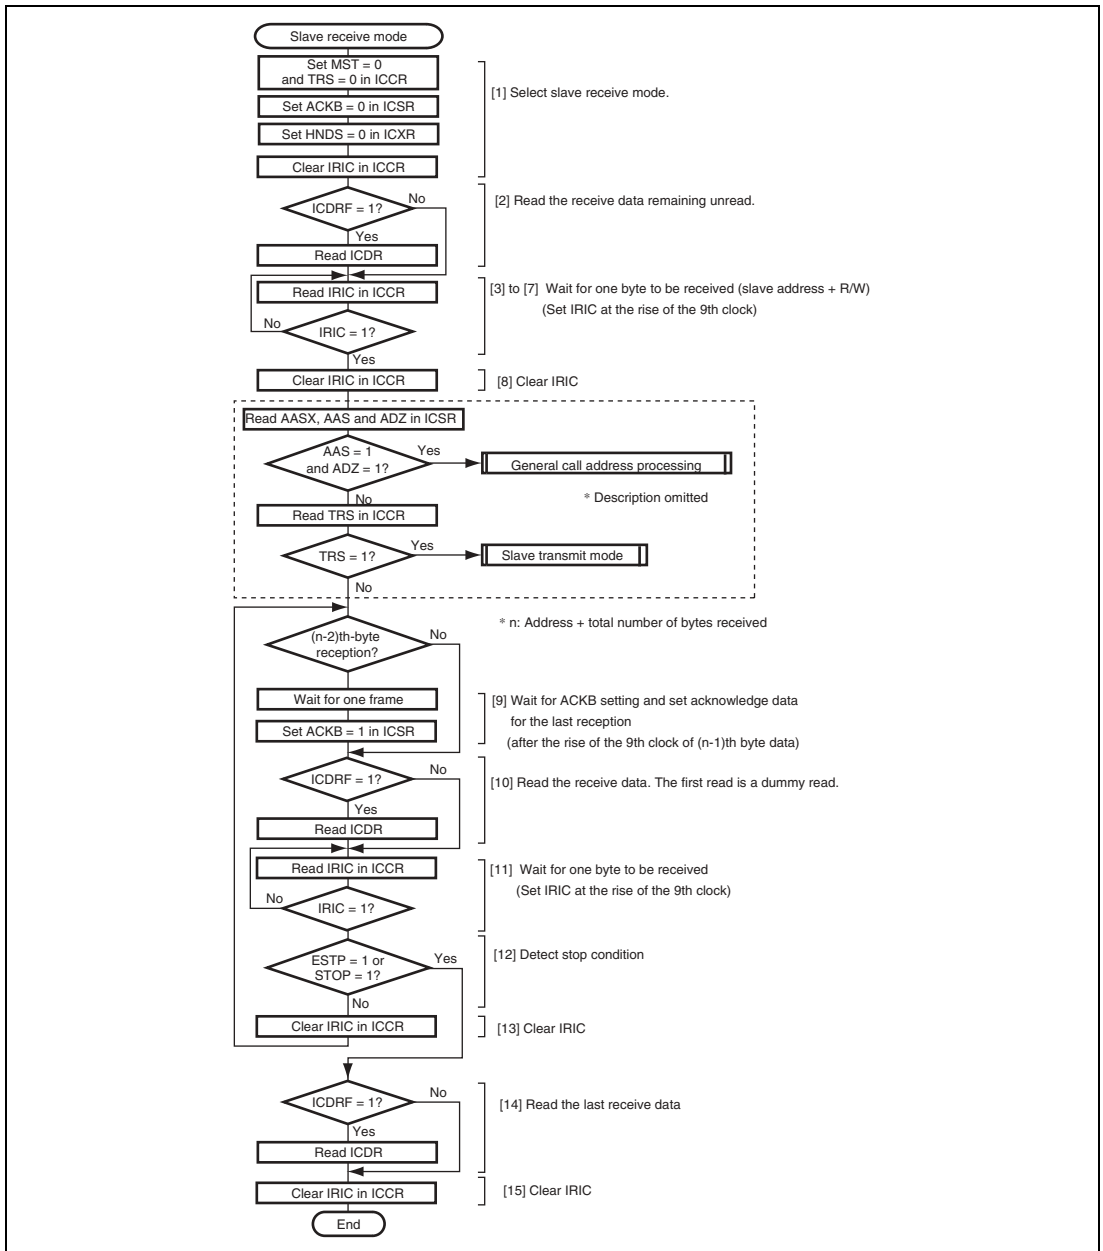 Slave receive mode
Set MST = 0
and TRS = 0 in ICCR
[1] Select slave receive mode.
Set ACKB = 0 in ICSR
Set HNDS = 0 in ICXR
Clear IRIC in ICCR
ICDRF = 1?
No
[2] Read the receive data remaining unread.
Yes
Read ICDR
Read IRIC in ICCR
[3] to [7] Wait for one byte to be received (slave address + R/W)
(Set IRIC at the rise of the 9th clock)
No
IRIC = 1?
Yes
Clear IRIC in ICCR
[8] Clear IRIC
Read AASX, AAS and ADZ in ICSR
AAS = 1
and ADZ = 1?
Yes
General call address processing
* Description omitted
No
Read TRS in ICCR
TRS = 1?
Yes
Slave transmit mode
No
* n: Address + total number of bytes received
(n-2)th-byte
reception?
No
Wait for one frame
[9] Wait for ACKB setting and set acknowledge data
for the last reception
(after the rise of the 9th clock of (n-1)th byte data)
Set ACKB = 1 in ICSR
ICDRF = 1?
No
[10] Read the receive data. The first read is a dummy read.
Yes
Read ICDR
Read IRIC in ICCR
[11] Wait for one byte to be received
(Set IRIC at the rise of the 9th clock)
No
IRIC = 1?
ESTP = 1 or
STOP = 1?
Yes
[12] Detect stop condition
No
Clear IRIC in ICCR
[13] Clear IRIC
ICDRF = 1?
No
[14] Read the last receive data
Yes
Read ICDR
Clear IRIC in ICCR
[15] Clear IRIC
End